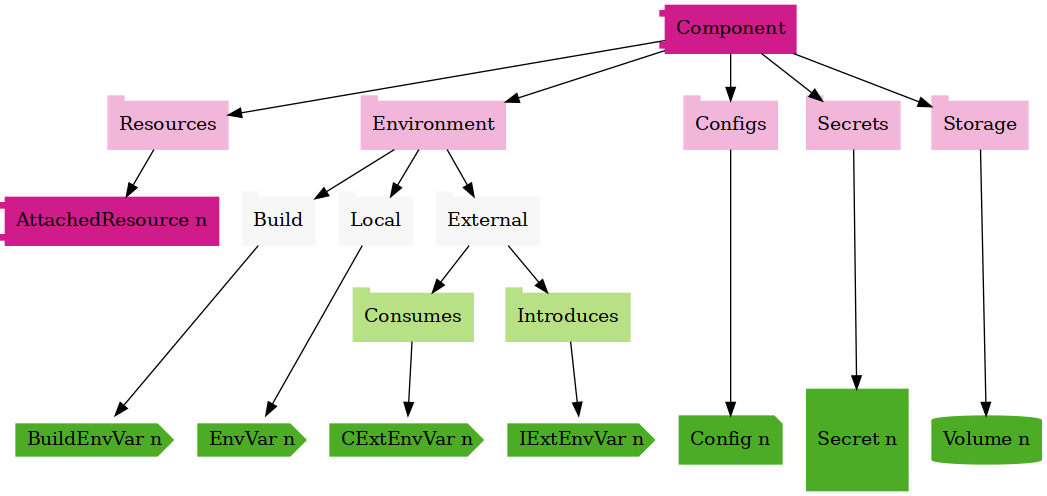 Component
Resources
Environment
Configs
Secrets
Storage
AttachedResource n
Build
Local
External
Consumes
Introduces
BuildEnvVar n
EnvVar n
CExtEnvVar n
IExtEnvVar n
Config n
Secret n
Volume n